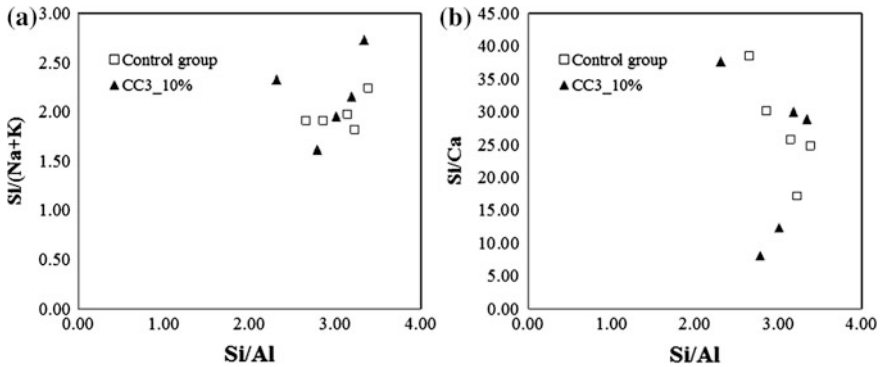 (a)
3.00
2.50
2.00
1.50
1.00
0.50
0.00
Si/(Na+K)
□ Control group
▲ CC3_10%
0.00 1.00 2.00 3.00 4.00
Si/Al
(b)
45.00
40.00
35.00
30.00
25.00
20.00
15.00
10.00
5.00
0.00
Si/Ca
□ Control group
▲ CC3_10%
0.00 1.00 2.00 3.00 4.00
Si/Al